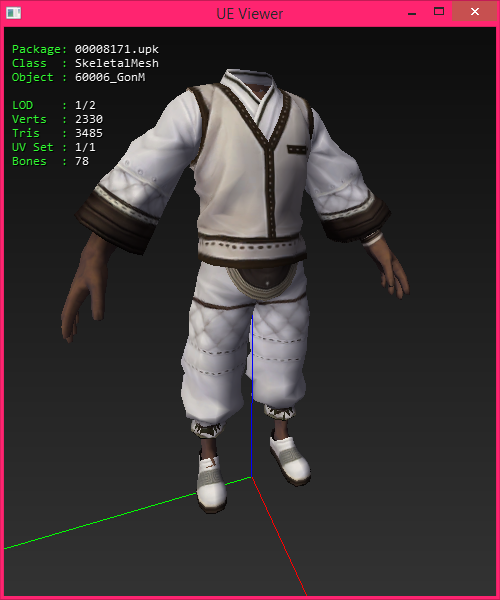 UE Viewer
Package: 00008171.upk
Class  : SkeletalMesh
Object : 60006_GonM
LOD    : 1/2
Verts  : 2330
Tris   : 3485
UV Set : 1/1
Bones  : 78